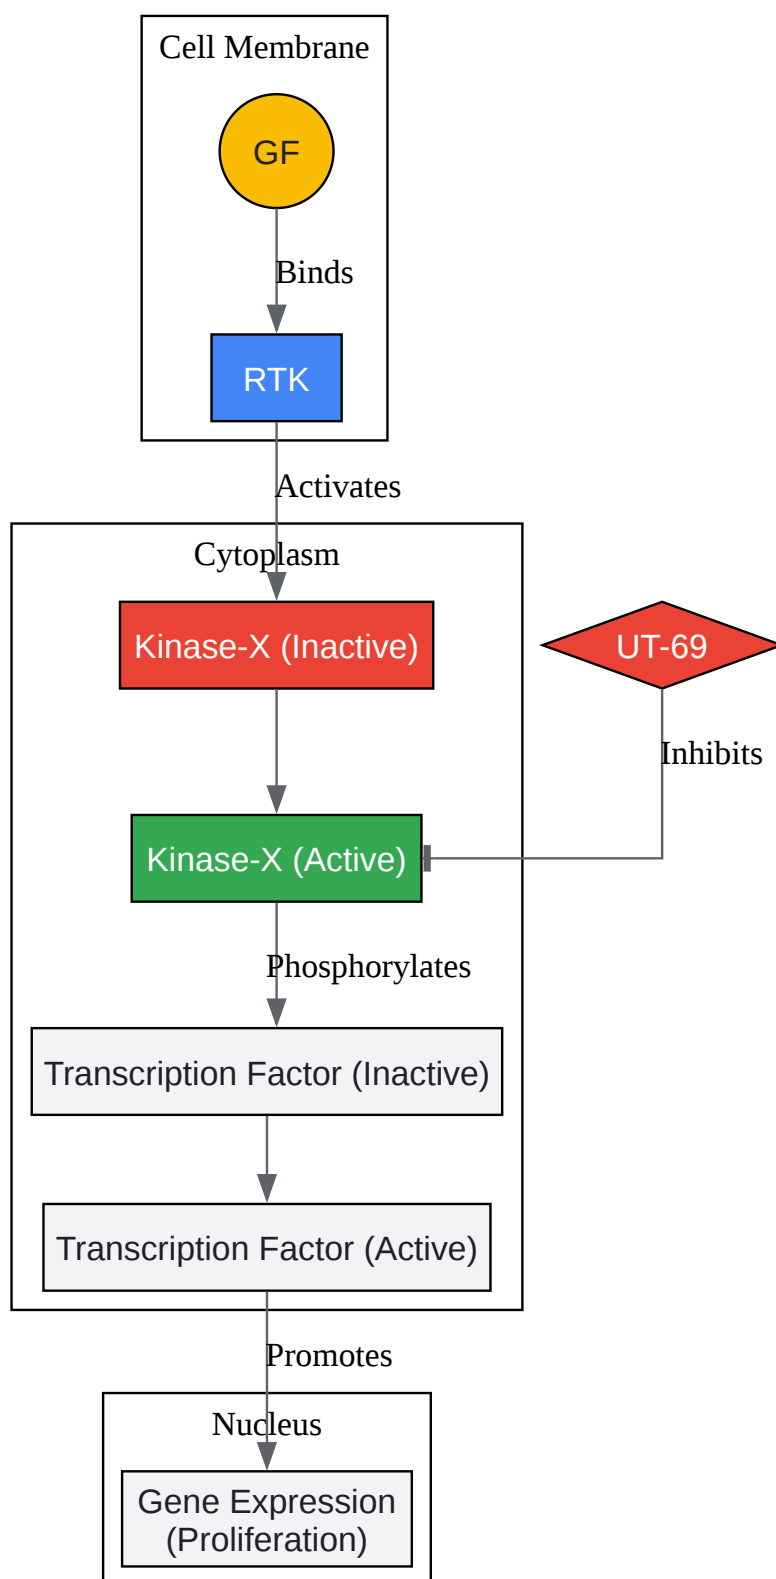 Cell Membrane
GF
Binds
RTK
Activates
Cytoplasm
Kinase-X (Inactive)
UT-69
Inhibits
Kinase-X (Active)
Phosphorylates
Transcription Factor (Inactive)
Transcription Factor (Active)
Promotes
Nucleus
Gene Expression
(Proliferation)